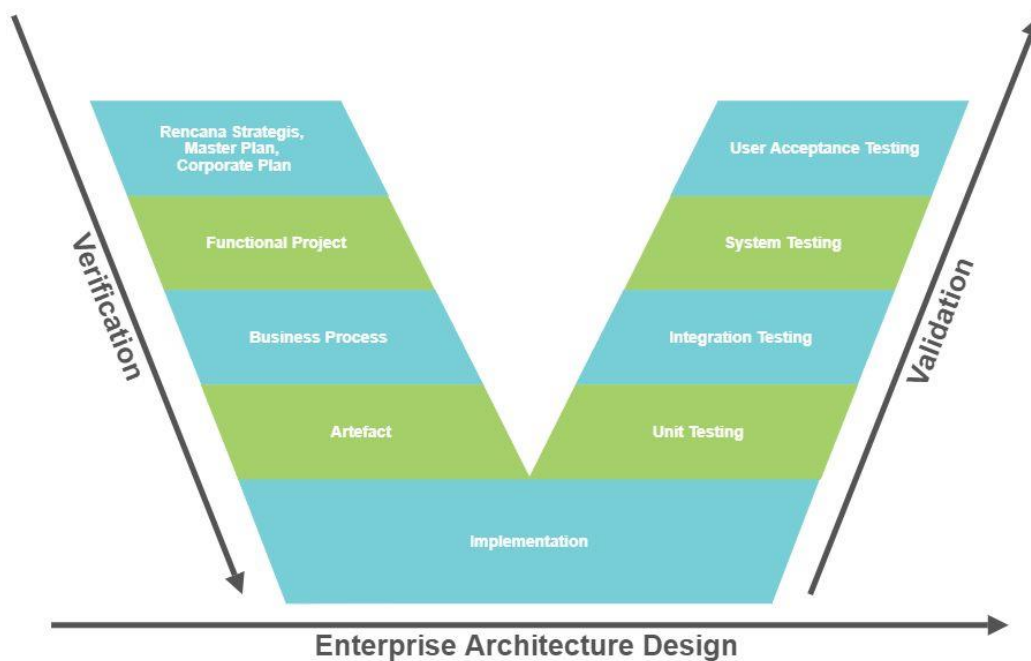 Rencana Strategis,
Master Plan,
Corporate Plan
User Acceptance Testing
Functional Project
System Testing
Verification
Validation
Business Process
Integration Testing
Artefact
Unit Testing
Implementation
Enterprise Architecture Design